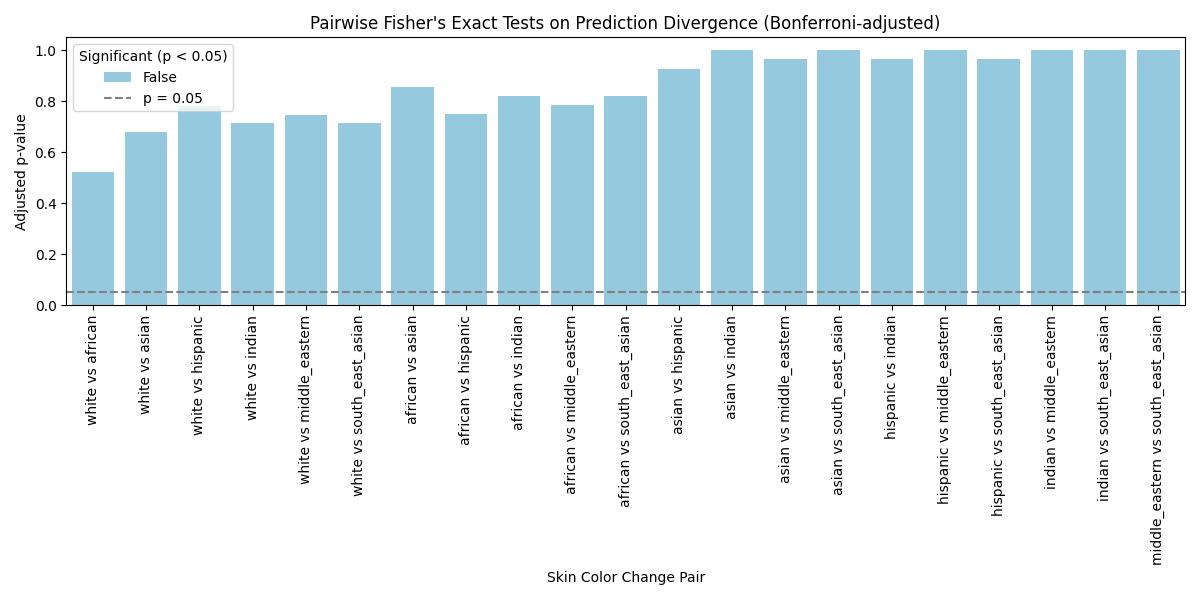 Pairwise Fisher's Exact Tests on Prediction Divergence (Bonferroni-adjusted)
Significant (p < 0.05)
False
p = 0.05
Adjusted p-value
1.0
0.8
0.6
0.4
0.2
0.0
white vs african
white vs asian
white vs hispanic
white vs indian
white vs middle_eastern
white vs south_east_asian
african vs asian
african vs hispanic
african vs indian
african vs middle_eastern
african vs south_east_asian
asian vs hispanic
asian vs indian
asian vs middle_eastern
asian vs south_east_asian
hispanic vs indian
hispanic vs middle_eastern
hispanic vs south_east_asian
indian vs middle_eastern
indian vs south_east_asian
middle_eastern vs south_east_asian
Skin Color Change Pair